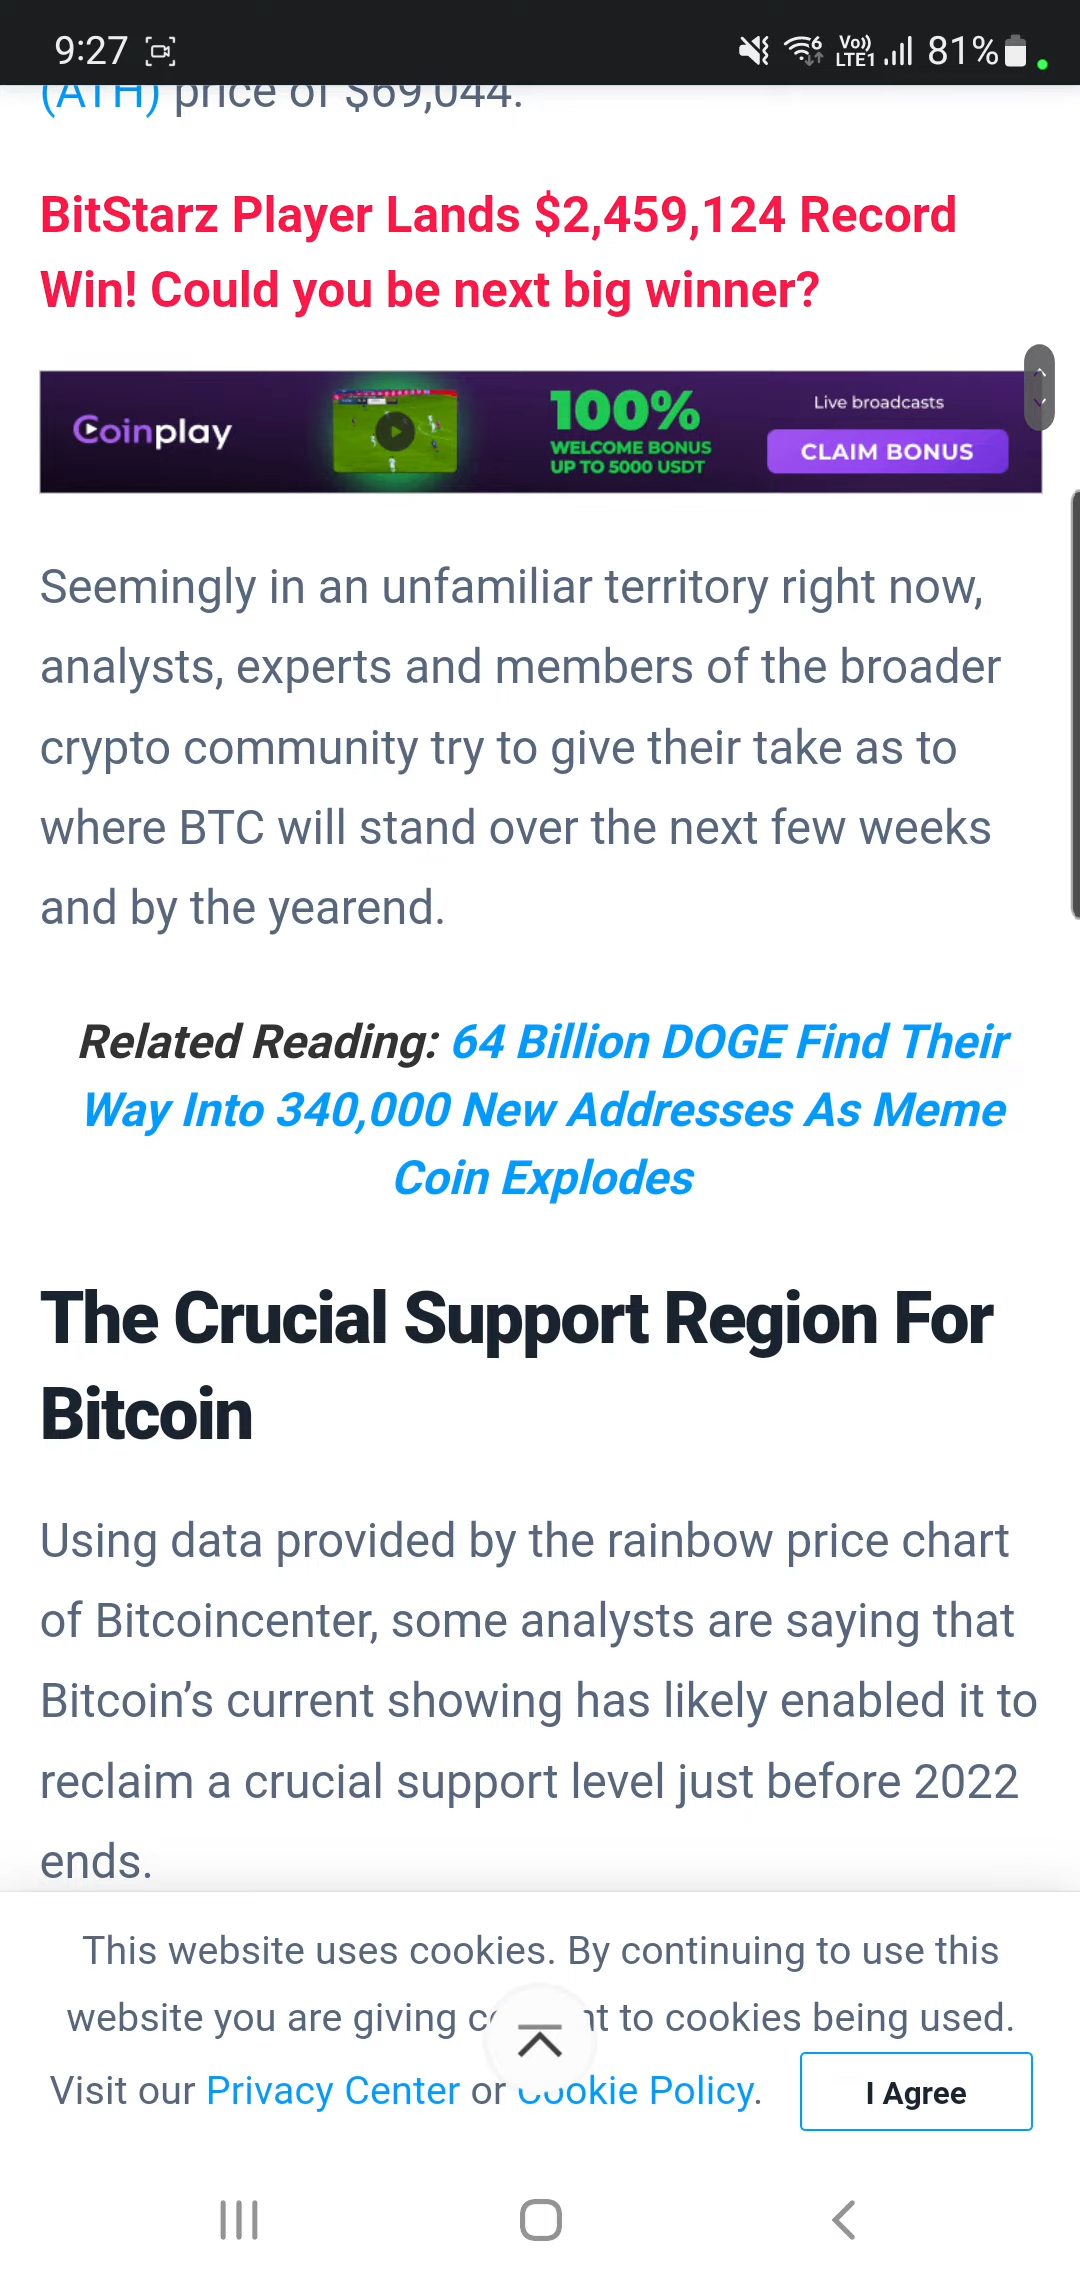 9:27
Vo)) LTE1 81%
(ATH) price of $69,044.
BitStarz Player Lands $2,459,124 Record
Win! Could you be next big winner?
Coinplay
100%
WELCOME BONUS
UP TO 5000 USDT
Live broadcasts
CLAIM BONUS
Seemingly in an unfamiliar territory right now,
analysts, experts and members of the broader
crypto community try to give their take as to
where BTC will stand over the next few weeks
and by the yearend.
Related Reading: 64 Billion DOGE Find Their
Way Into 340,000 New Addresses As Meme
Coin Explodes
The Crucial Support Region For
Bitcoin
Using data provided by the rainbow price chart
of Bitcoincenter, some analysts are saying that
Bitcoin’s current showing has likely enabled it to
reclaim a crucial support level just before 2022
ends.
This website uses cookies. By continuing to use this
website you are giving to cookies being used.
Visit our Privacy Center or Cookie Policy.
I Agree